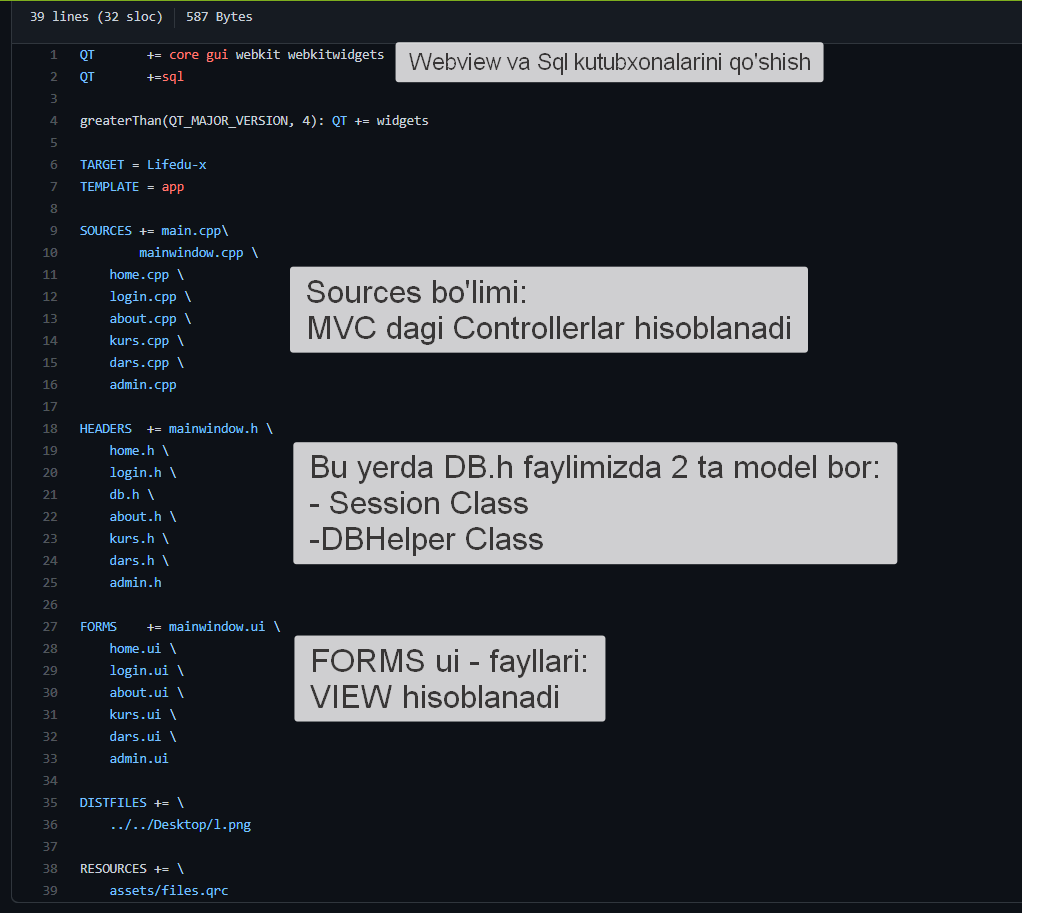 39 lines (32 sloc) 587 Bytes
1 QT += core gui webkit webkitwidgets
Webview va Sql kutubxonalarini qo'shish
2 QT +=sql
3
4 greaterThan(QT_MAJOR_VERSION, 4): QT += widgets
5
6 TARGET = Lifedu-x
7 TEMPLATE = app
8
9 SOURCES += main.cpp\
10 mainwindow.cpp \
11 home.cpp \
12 login.cpp \
13 about.cpp \
14 kurs.cpp \
15 dars.cpp \
16 admin.cpp
Sources bo'limi:
MVC dagi Controllerlar hisoblanadi
17
18 HEADERS += mainwindow.h \
19 home.h \
20 login.h \
21 db.h \
22 about.h \
23 kurs.h \
24 dars.h \
25 admin.h
Bu yerda DB.h faylimizda 2 ta model bor:
- Session Class
-DBHelper Class
26
27 FORMS += mainwindow.ui \
28 home.ui \
29 login.ui \
30 about.ui \
31 kurs.ui \
32 dars.ui \
33 admin.ui
FORMS ui - fayllari:
VIEW hisoblanadi
34
35 DISTFILES += \
36 ../../Desktop/l.png
37
38 RESOURCES += \
39 assets/files.qrc